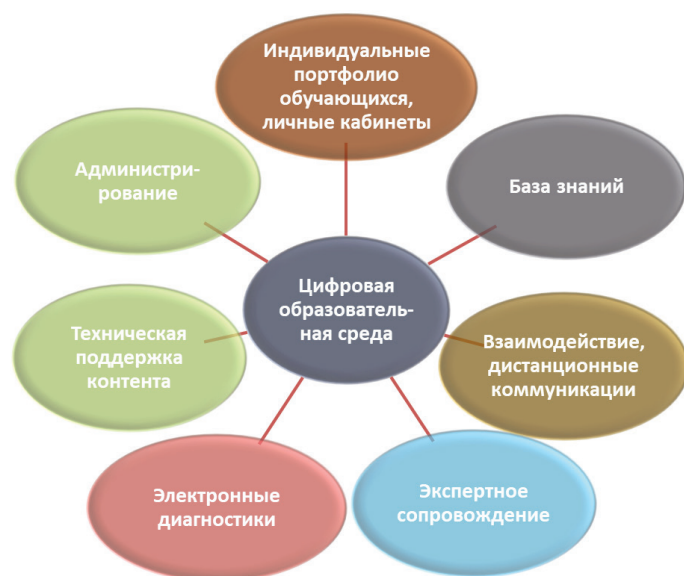 Индивидуальные
портфолио
обучающихся,
личные кабинеты
Администри-
рование
База знаний
Цифровая
образователь-
ная среда
Техническая
поддержка
контента
Взаимодействие,
дистанционные
коммуникации
Электронные
диагностики
Экспертное
сопровождение